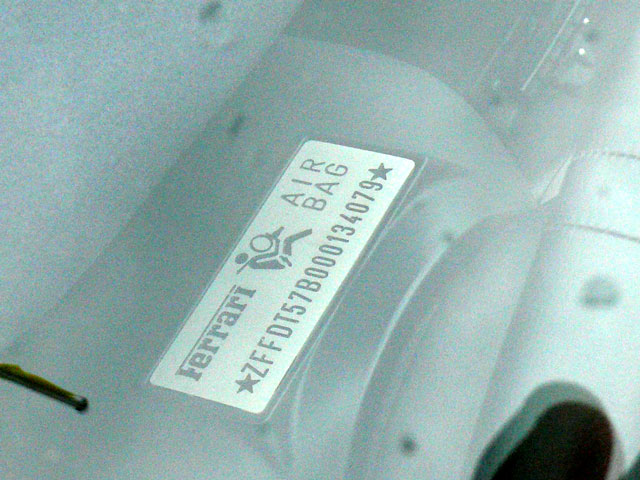 AIR
BAG
Ferrari
★ZFFDT57B000134079★